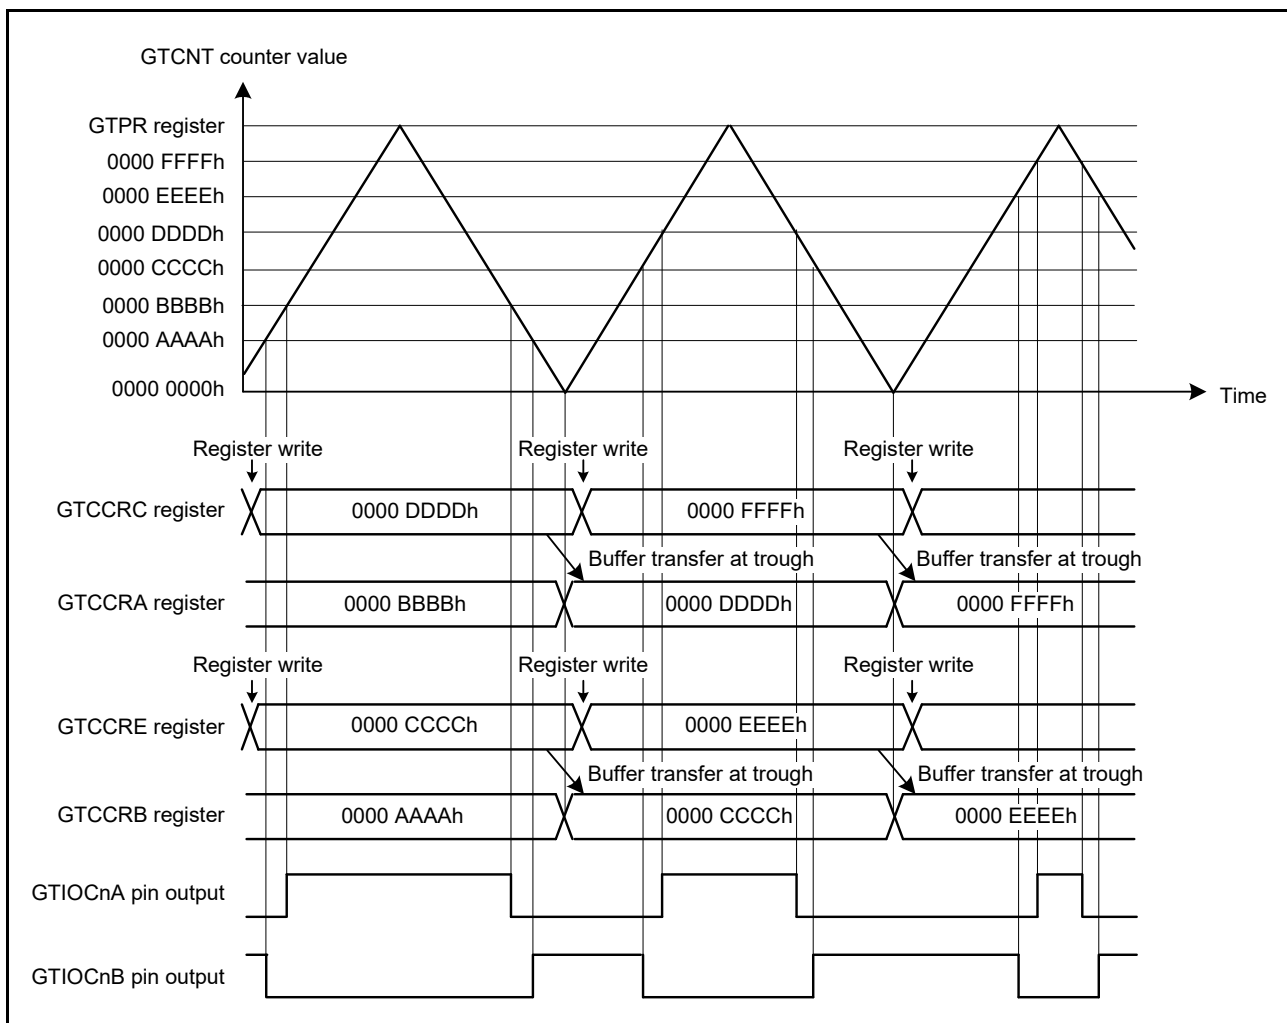 GTCNT counter value
GTPR register
0000 FFFFh
0000 EEEEh
0000 DDDDh
0000 CCCCh
0000 BBBBh
0000 AAAAh
0000 0000h
Time
Register write Register write Register write
GTCCRC register 0000 DDDDh 0000 FFFFh
Buffer transfer at trough Buffer transfer at trough
GTCCRA register 0000 BBBBh 0000 DDDDh 0000 FFFFh
Register write Register write Register write
GTCCRE register 0000 CCCCh 0000 EEEEh
Buffer transfer at trough Buffer transfer at trough
GTCCRB register 0000 AAAAh 0000 CCCCh 0000 EEEEh
GTIOCnA pin output
GTIOCnB pin output